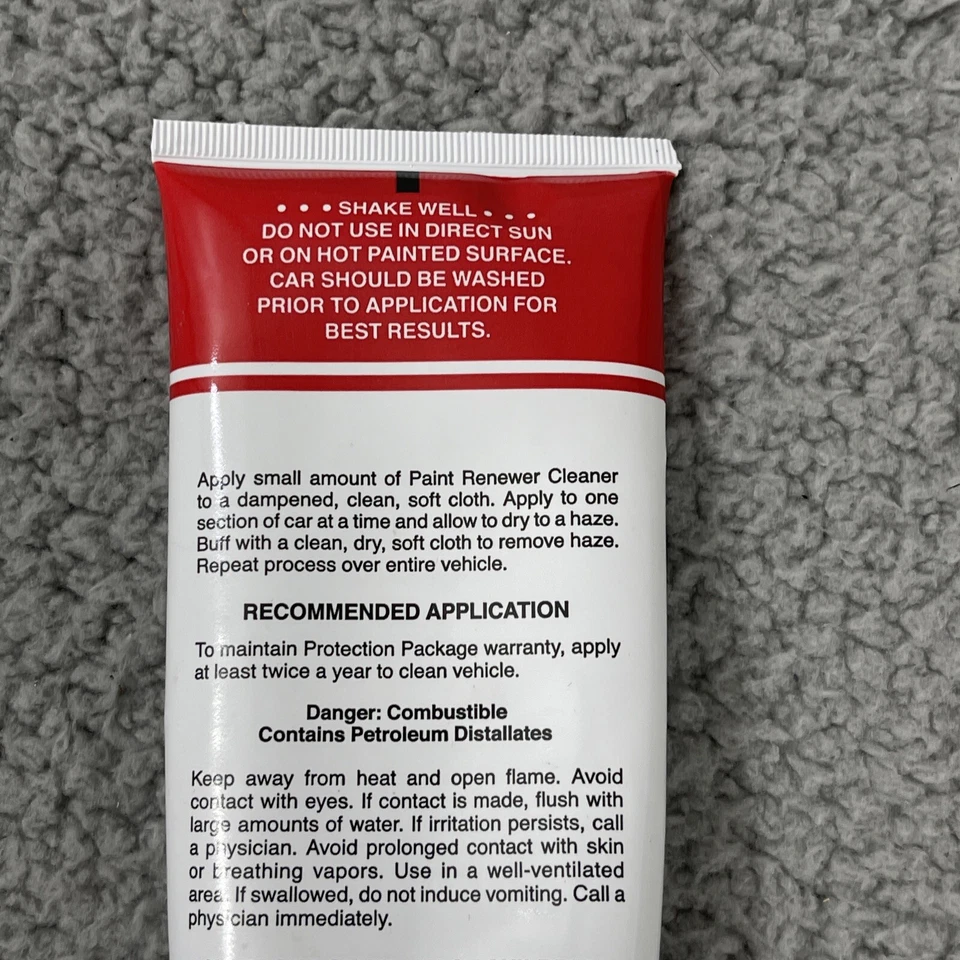 • • • SHAKE WELL • • •
DO NOT USE IN DIRECT SUN
OR ON HOT PAINTED SURFACE.
CAR SHOULD BE WASHED
PRIOR TO APPLICATION FOR
BEST RESULTS.
Apply small amount of Paint Renewer Cleaner
to a dampened, clean, soft cloth. Apply to one
section of car at a time and allow to dry to a haze.
Buff with a clean, dry, soft cloth to remove haze.
Repeat process over entire vehicle.
RECOMMENDED APPLICATION
To maintain Protection Package warranty, apply
at least twice a year to clean vehicle.
Danger: Combustible
Contains Petroleum Distallates
Keep away from heat and open flame. Avoid
contact with eyes. If contact is made, flush with
large amounts of water. If irritation persists, call
a physician. Avoid prolonged contact with skin
or breathing vapors. Use in a well-ventilated
area. If swallowed, do not induce vomiting. Call a
physician immediately.